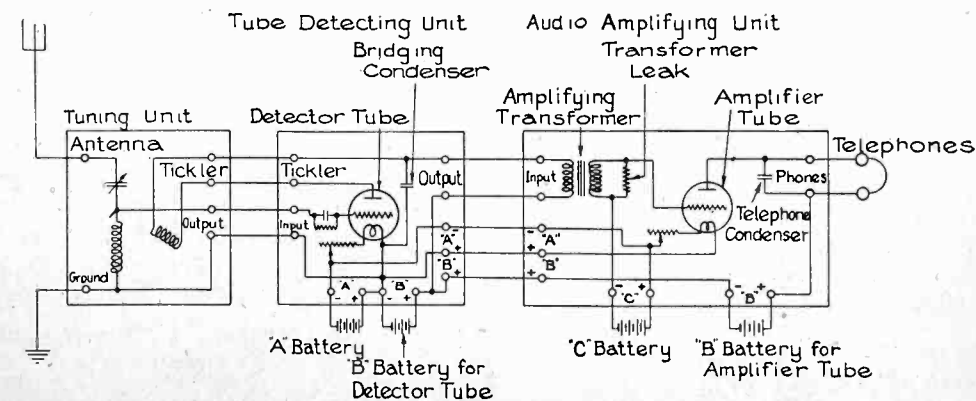 Tube Detecting Unit
Bridging
Condenser
Audio Amplifying Unit
Transformer
Leak
Amplifying
Transformer
Amplifier
Tube
Tuning Unit
Detector Tube
Antenna
Tickler
Tickler
Output
Input
Phones
Telephones
Output
Input
Telephone
Condenser
Ground
"A" -
+
"B"
+
- "A"
+ "B"
+
- "A" +
- "B" +
- "C" +
- "B" +
"A" Battery
"B" Battery for
Detector Tube
"C" Battery
"B" Battery for
Amplifier Tube